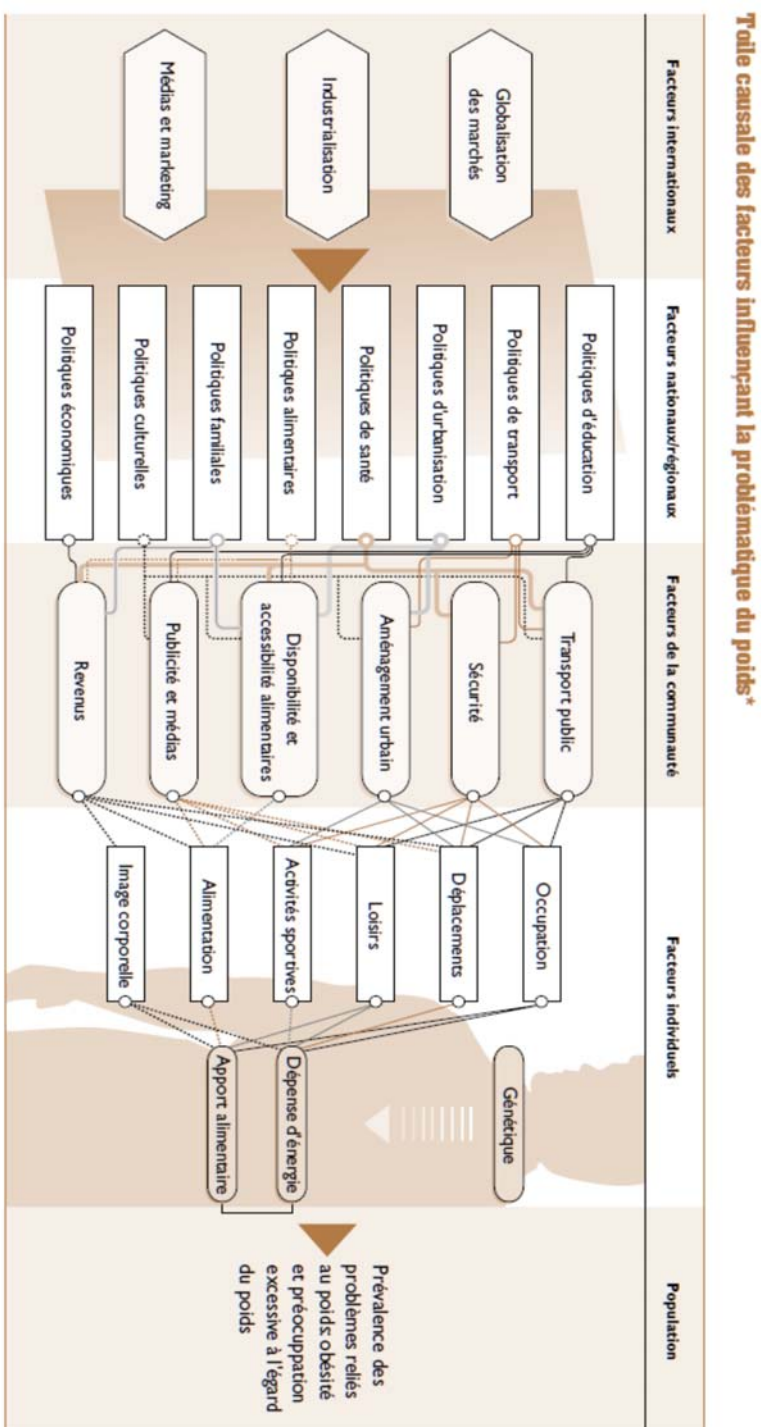 Toile causale des facteurs influençant la problématique du poids*
Facteurs internationaux
Facteurs nationaux/régionaux
Facteurs de la communauté
Facteurs individuels
Population
Globalisation
des marchés
Industrialisation
Médias et marketing
Politiques d'éducation
Politiques de transport
Politiques d'urbanisation
Politiques de santé
Politiques alimentaires
Politiques familiales
Politiques culturelles
Politiques économiques
Transport public
Sécurité
Aménagement urbain
Disponibilité et
accessibilité alimentaires
Publicité et médias
Revenus
Occupation
Déplacements
Loisirs
Activités sportives
Alimentation
Image corporelle
Génétique
Dépense d'énergie
Apport alimentaire
Prévalence des
problèmes reliés
au poids: obésité
et préoccupation
excessive à l'égard
du poids